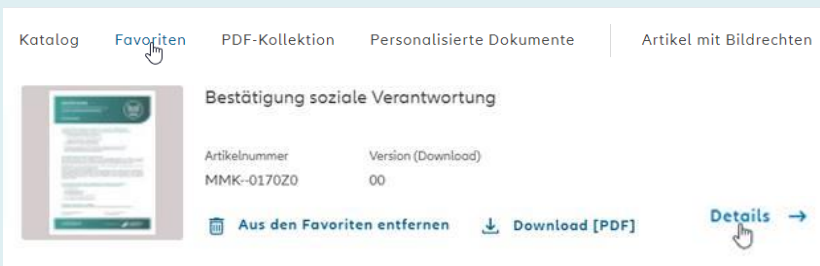 Katalog Favoriten PDF-Kollektion Personalisierte Dokumente Artikel mit Bildrechten
Bestätigung soziale Verantwortung
Artikelnummer Version (Download)
MMK--0170Z0 00
Aus den Favoriten entfernen Download [PDF] Details →